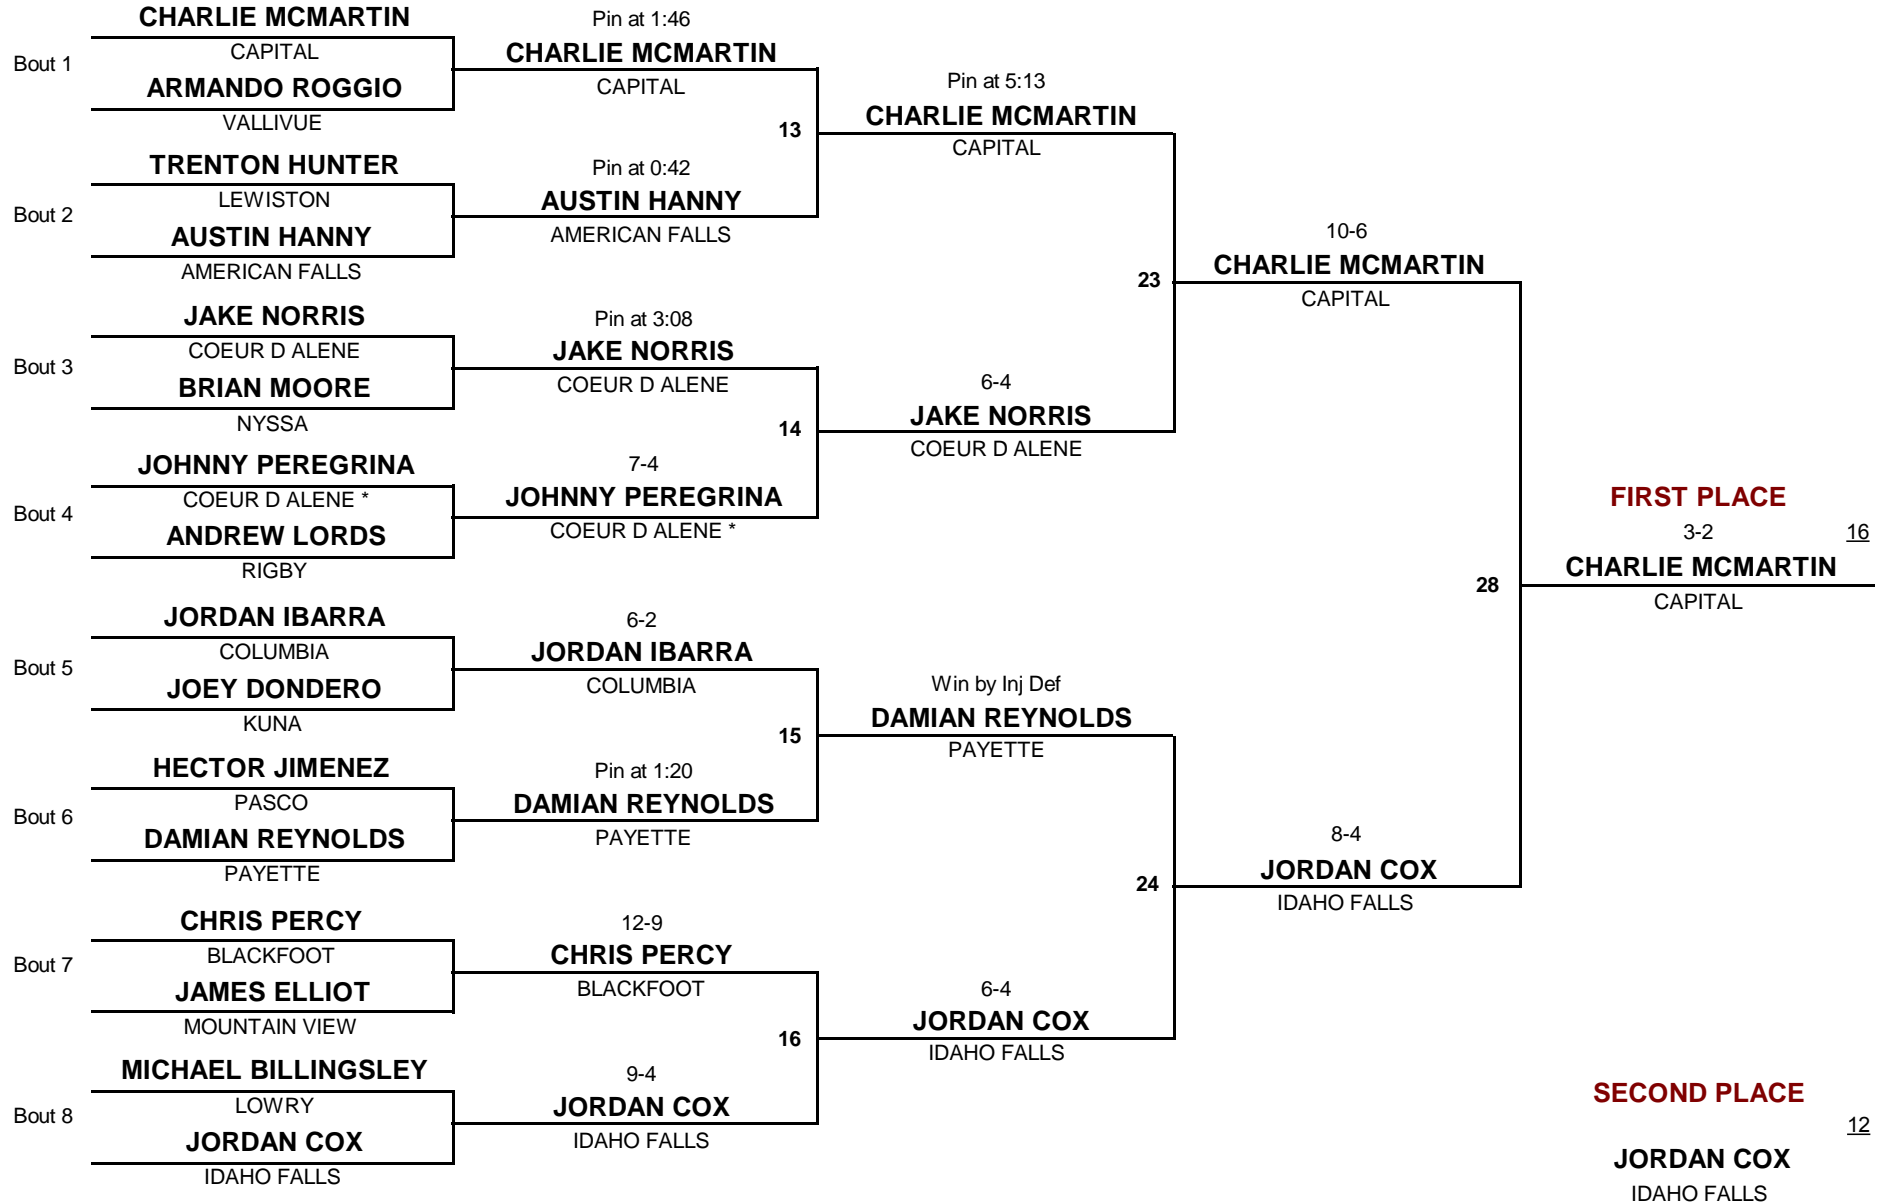 CHARLIE MCMARTIN
Bout 1
CAPITAL
ARMANDO ROGGIO
VALLIVUE
TRENTON HUNTER
Bout 2
LEWISTON
AUSTIN HANNY
AMERICAN FALLS
JAKE NORRIS
Bout 3
COEUR D ALENE
BRIAN MOORE
NYSSA
JOHNNY PEREGRINA
Bout 4
COEUR D ALENE *
ANDREW LORDS
RIGBY
JORDAN IBARRA
Bout 5
COLUMBIA
JOEY DONDERO
KUNA
HECTOR JIMENEZ
Bout 6
PASCO
DAMIAN REYNOLDS
PAYETTE
CHRIS PERCY
Bout 7
BLACKFOOT
JAMES ELLIOT
MOUNTAIN VIEW
MICHAEL BILLINGSLEY
Bout 8
LOWRY
JORDAN COX
IDAHO FALLS
Pin at 1:46
CHARLIE MCMARTIN
CAPITAL
13
Pin at 0:42
AUSTIN HANNY
AMERICAN FALLS
Pin at 3:08
JAKE NORRIS
COEUR D ALENE
14
7-4
JOHNNY PEREGRINA
COEUR D ALENE *
6-2
JORDAN IBARRA
COLUMBIA
15
Pin at 1:20
DAMIAN REYNOLDS
PAYETTE
12-9
CHRIS PERCY
BLACKFOOT
16
9-4
JORDAN COX
IDAHO FALLS
Pin at 5:13
CHARLIE MCMARTIN
CAPITAL
23
6-4
JAKE NORRIS
COEUR D ALENE
Win by Inj Def
DAMIAN REYNOLDS
PAYETTE
24
6-4
JORDAN COX
IDAHO FALLS
10-6
CHARLIE MCMARTIN
CAPITAL
28
8-4
JORDAN COX
IDAHO FALLS
FIRST PLACE
3-2 16
CHARLIE MCMARTIN
CAPITAL
SECOND PLACE
12
JORDAN COX
IDAHO FALLS